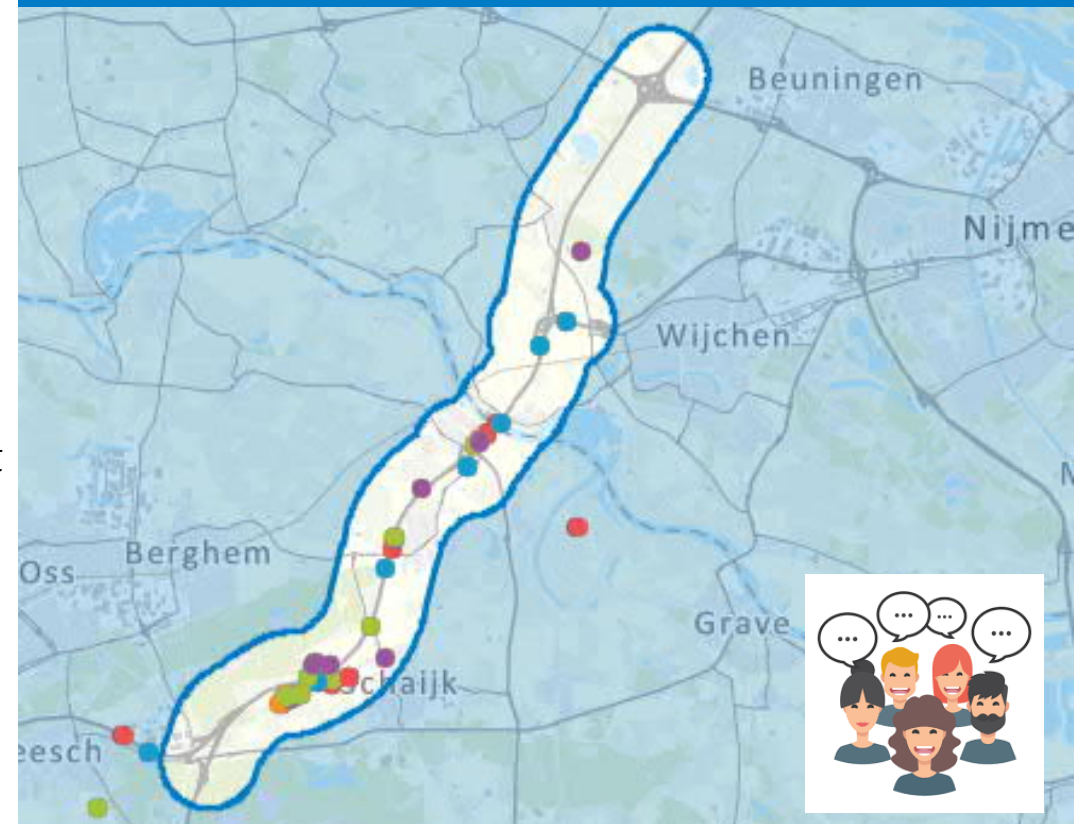 Beuningen
Nijme
Wijchen
Berghem
Oss
Grave
Schaijk
eesch
...
...
...
...